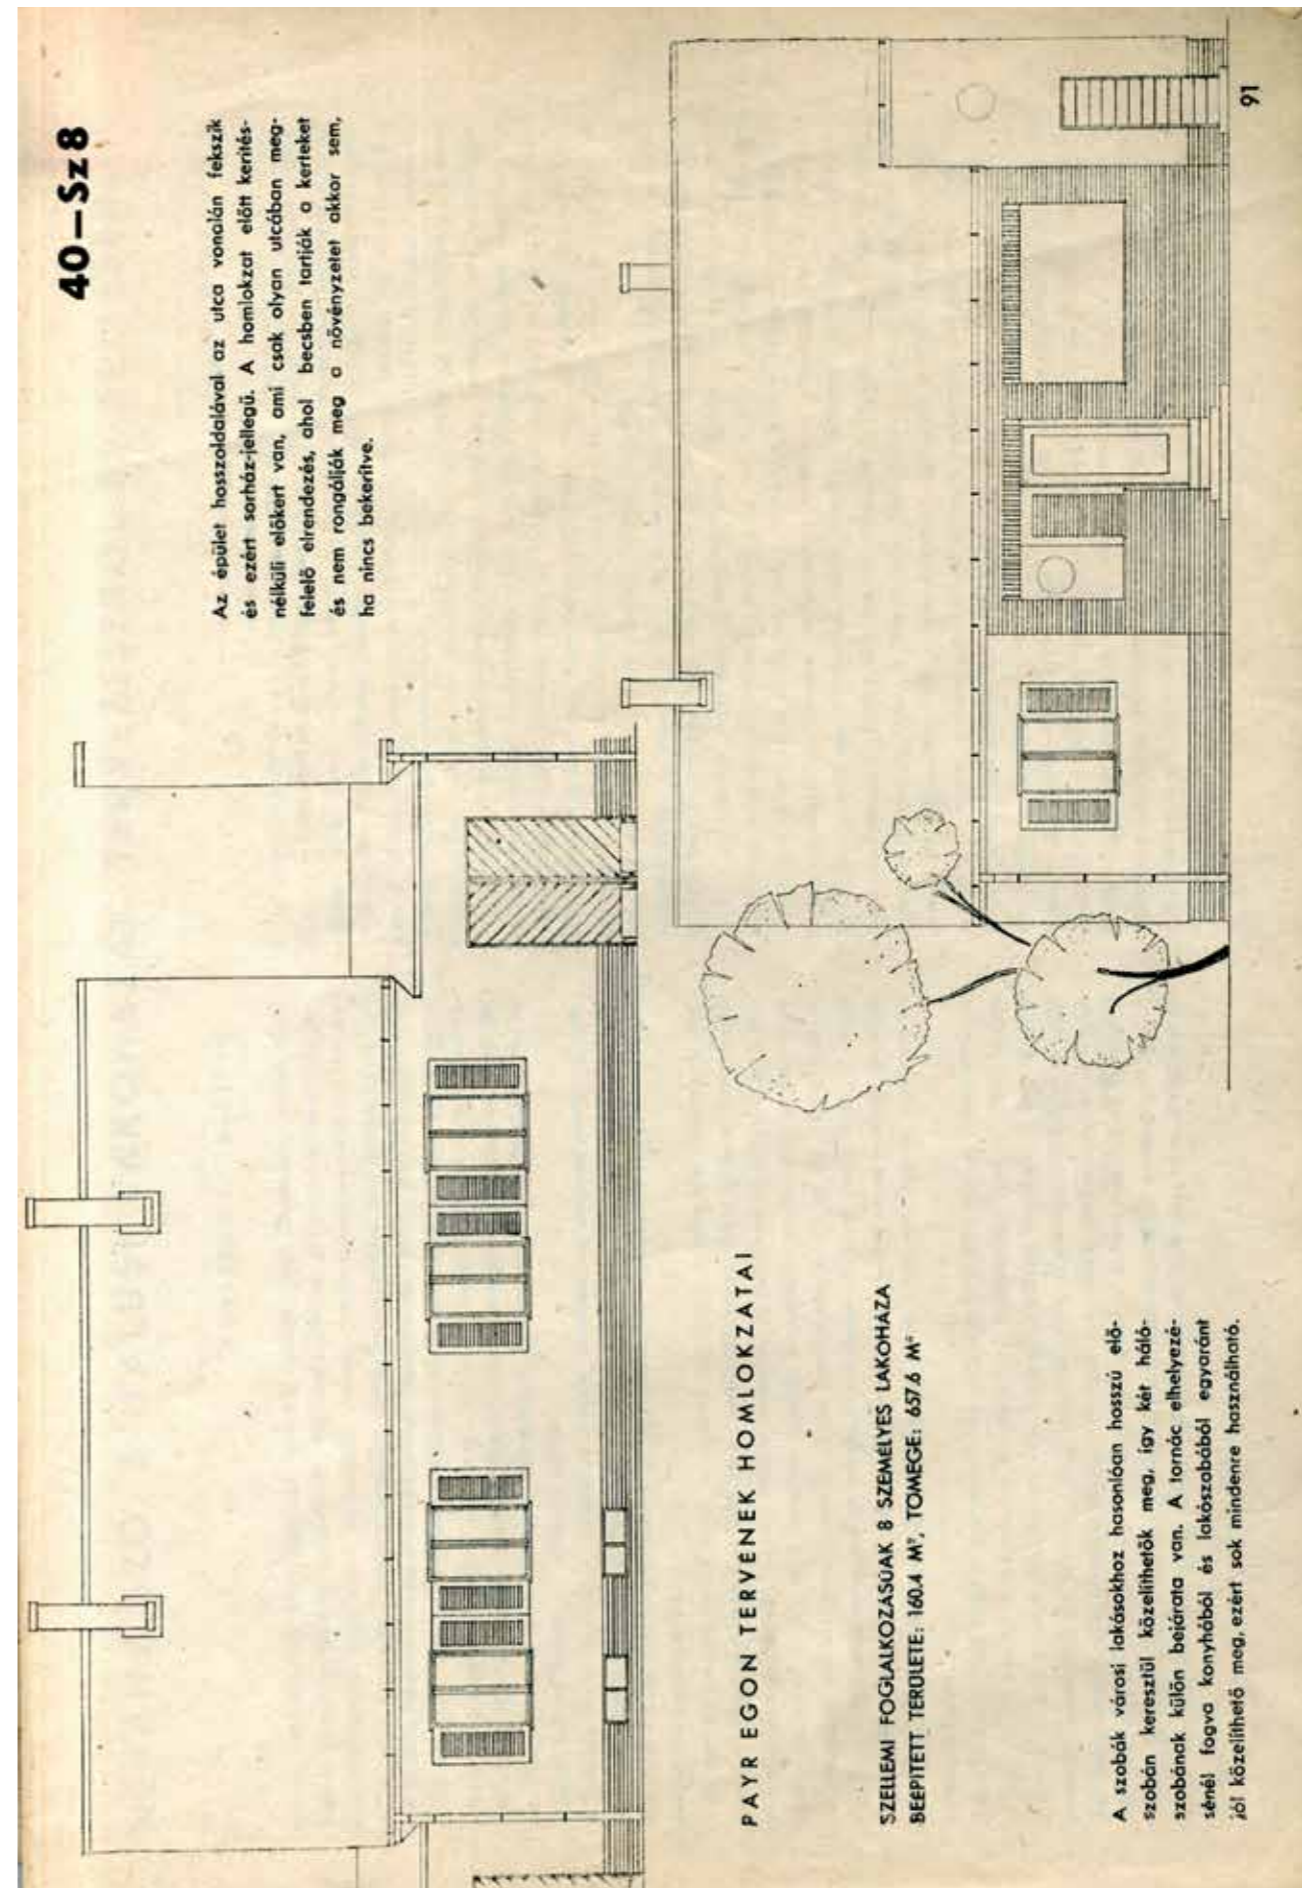 40—Sz 8
Az épület hosszoldalával az utca vonalán fekszik
és ezért sorház-jellegű. A homlokzat előtt kerítés-
nélküli előkert van, ami csak olyan utcában meg-
felelő elrendezés, ahol becsben tartják a kerteket
és nem rongálják meg a növényzetet akkor sem,
ha nincs bekerítve.
PAYR EGON TERVÉNEK HOMLOKZATAI
SZELLEMI FOGLALKOZÁSÚAK 8 SZEMÉLYES LAKÓHÁZA
BEÉPITETT TERÜLETE: 160.4 M², TÖMEGE: 657.6 M³
A szobák városi lakásokhoz hasonlóan hosszú elő-
szobán keresztül közelíthetők meg, így két háló-
szobának külön bejárata van. A tornác elhelyezé-
sénél fogva konyhából és lakószobából egyaránt
jól közelíthető meg, ezért sok mindenre használható.
91